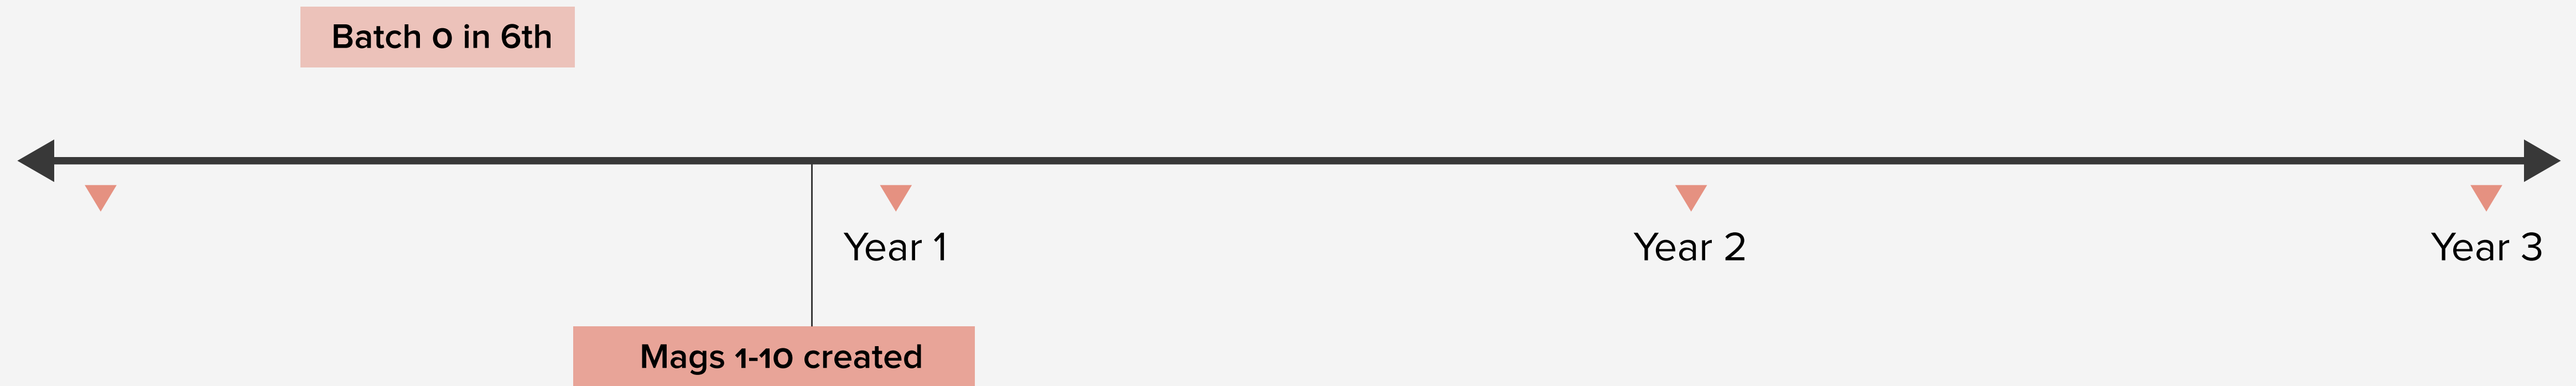 Batch 0 in 6th
Year 1
Year 2
Year 3
Mags 1-10 created